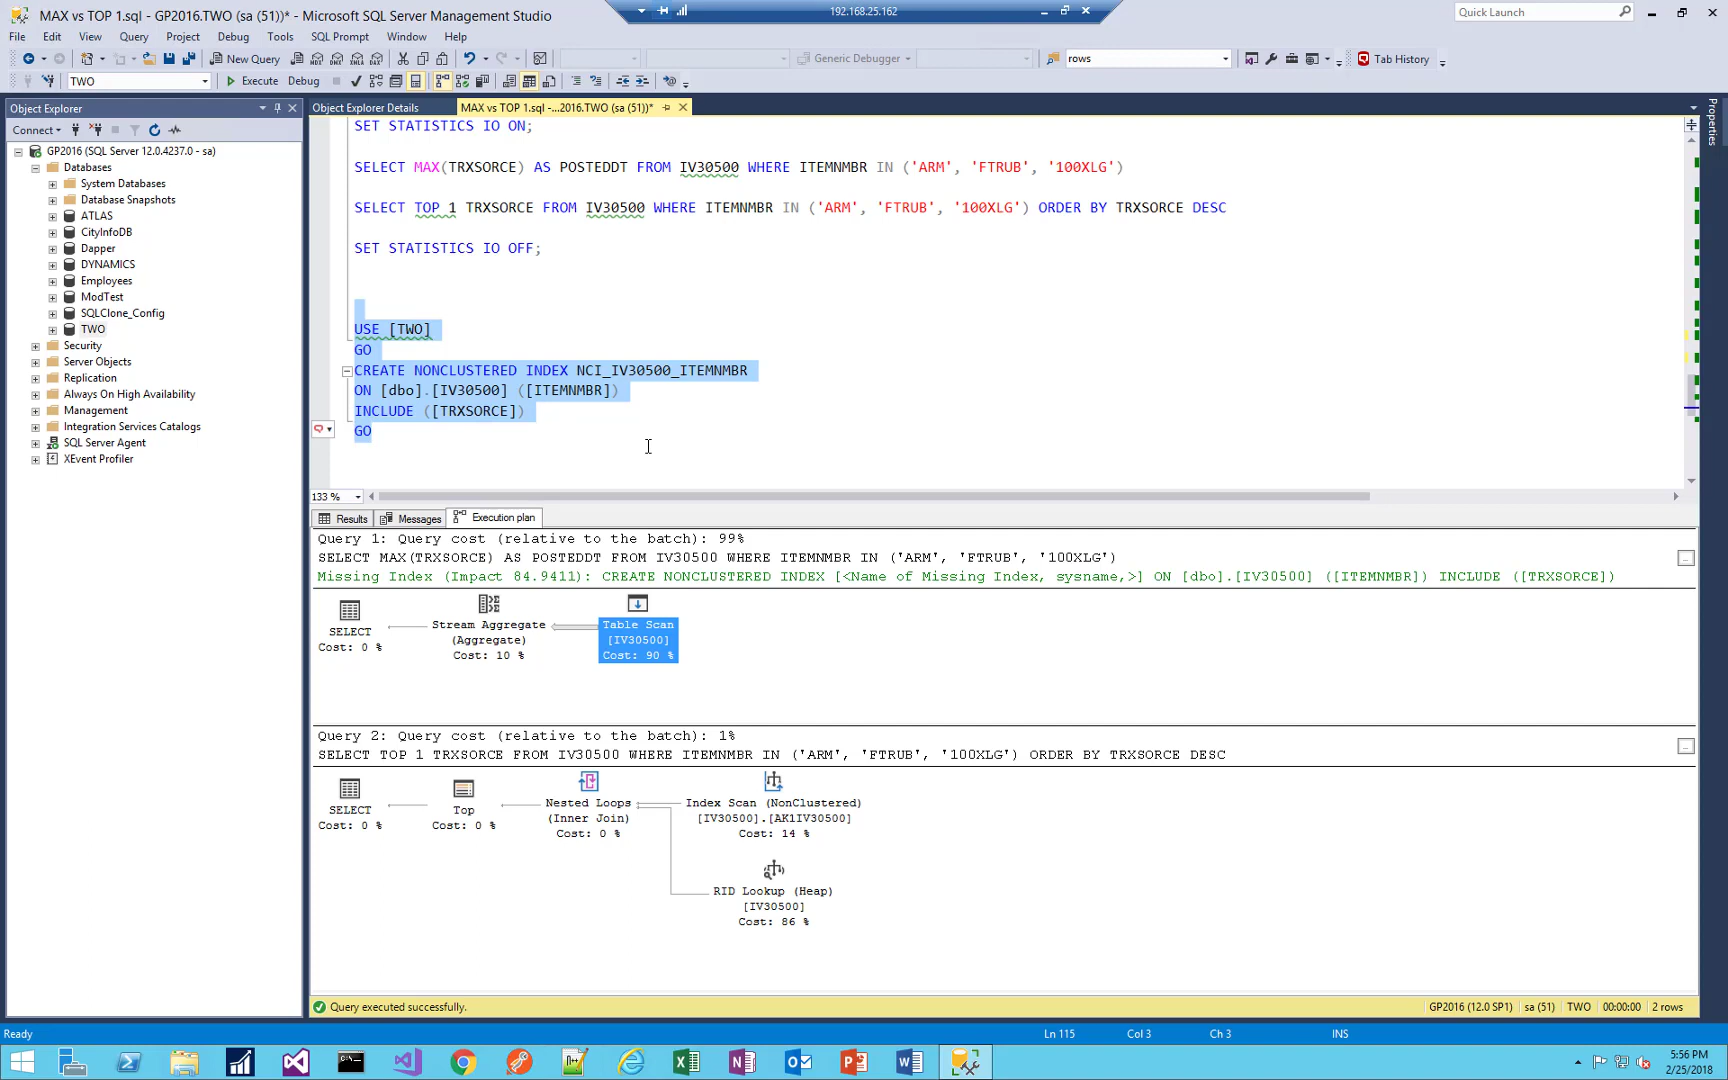 MAX vs TOP 1.sql - GP2016.TWO (sa (51))* - Microsoft SQL Server Management Studio
192.168.25.162
Quick Launch
File Edit View Query Project Debug Tools SQL Prompt Window Help
New Query
Generic Debugger
rows
Tab History
TWO
Execute
Debug
Object Explorer
Object Explorer Details
MAX vs TOP 1.sql -...2016.TWO (sa (51))*
Properties
Connect
GP2016 (SQL Server 12.0.4237.0 - sa)
Databases
System Databases
Database Snapshots
ATLAS
CityInfoDB
Dapper
DYNAMICS
Employees
ModTest
SQLClone_Config
TWO
Security
Server Objects
Replication
Always On High Availability
Management
Integration Services Catalogs
SQL Server Agent
XEvent Profiler
SET STATISTICS IO ON;
SELECT MAX(TRXSORCE) AS POSTEDDT FROM IV30500 WHERE ITEMNMBR IN ('ARM', 'FTRUB', '100XLG')
SELECT TOP 1 TRXSORCE FROM IV30500 WHERE ITEMNMBR IN ('ARM', 'FTRUB', '100XLG') ORDER BY TRXSORCE DESC
SET STATISTICS IO OFF;
USE [TWO]
GO
CREATE NONCLUSTERED INDEX NCI_IV30500_ITEMNMBR
ON [dbo].[IV30500] ([ITEMNMBR])
INCLUDE ([TRXSORCE])
GO
133 %
Results
Messages
Execution plan
Query 1: Query cost (relative to the batch): 99%
SELECT MAX(TRXSORCE) AS POSTEDDT FROM IV30500 WHERE ITEMNMBR IN ('ARM', 'FTRUB', '100XLG')
Missing Index (Impact 84.9411): CREATE NONCLUSTERED INDEX [<Name of Missing Index, sysname,>] ON [dbo].[IV30500] ([ITEMNMBR]) INCLUDE ([TRXSORCE])
SELECT
Cost: 0 %
Stream Aggregate
(Aggregate)
Cost: 10 %
Table Scan
[IV30500]
Cost: 90 %
Query 2: Query cost (relative to the batch): 1%
SELECT TOP 1 TRXSORCE FROM IV30500 WHERE ITEMNMBR IN ('ARM', 'FTRUB', '100XLG') ORDER BY TRXSORCE DESC
SELECT
Cost: 0 %
Top
Cost: 0 %
Nested Loops
(Inner Join)
Cost: 0 %
Index Scan (NonClustered)
[IV30500].[AK1IV30500]
Cost: 14 %
RID Lookup (Heap)
[IV30500]
Cost: 86 %
Query executed successfully.
GP2016 (12.0 SP1)
sa (51)
TWO
00:00:00
2 rows
Ready
Ln 115
Col 3
Ch 3
INS
5:56 PM
2/25/2018